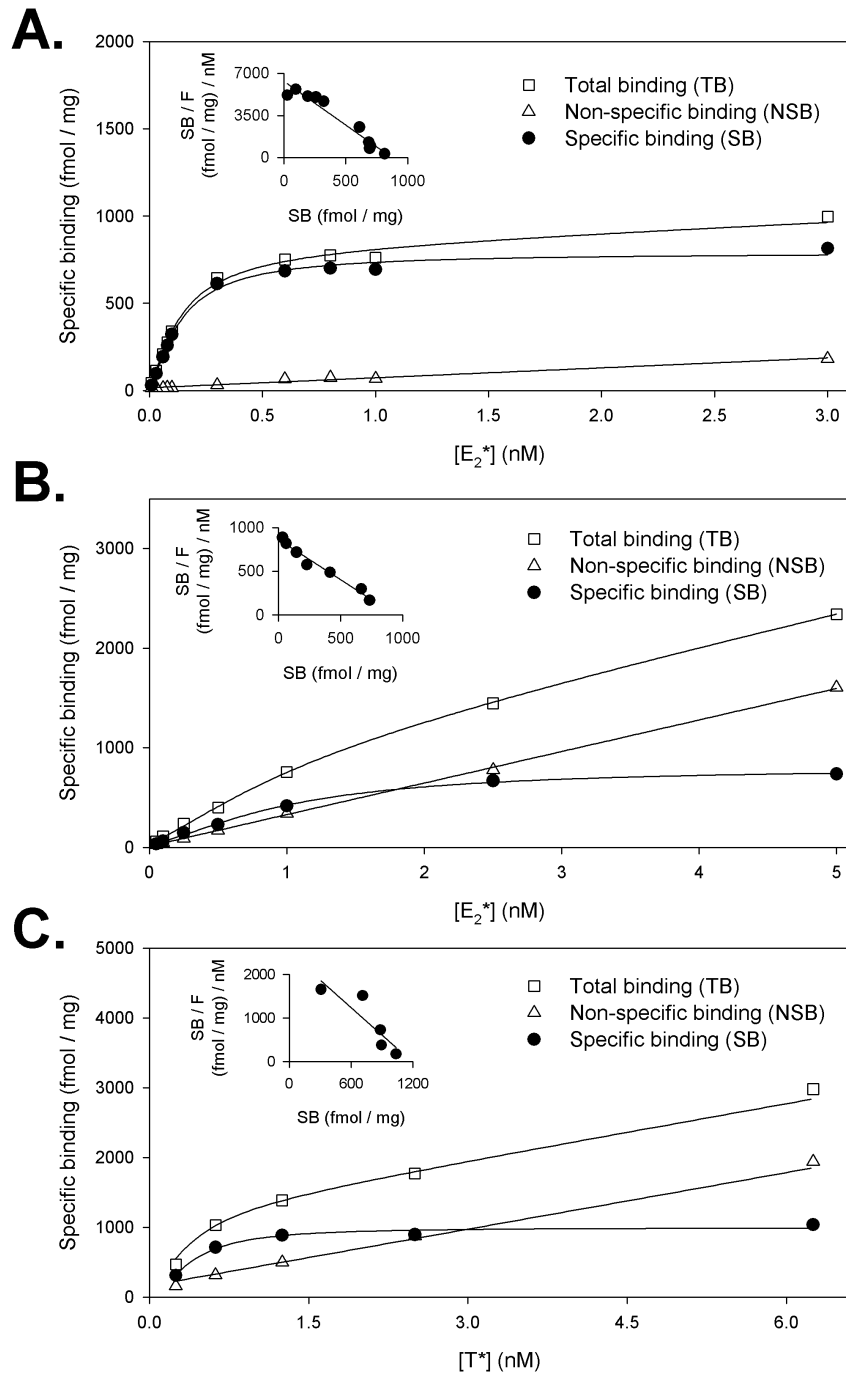 A.
2000
1500
1000
500
0
Specific binding (fmol / mg)
0.0 0.5 1.0 1.5 2.0 2.5 3.0
[E₂*] (nM)
Total binding (TB)
Non-specific binding (NSB)
Specific binding (SB)
SB / F
(fmol / mg) / nM
7000
3500
0
0 500 1000
SB (fmol / mg)
B.
3000
2000
1000
0
Specific binding (fmol / mg)
0 1 2 3 4 5
[E₂*] (nM)
Total binding (TB)
Non-specific binding (NSB)
Specific binding (SB)
SB / F
(fmol / mg) / nM
1000
500
0
0 500 1000
SB (fmol / mg)
C.
5000
4000
3000
2000
1000
0
Specific binding (fmol / mg)
0.0 1.5 3.0 4.5 6.0
[T*] (nM)
Total binding (TB)
Non-specific binding (NSB)
Specific binding (SB)
SB / F
(fmol / mg) / nM
2000
1000
0
0 600 1200
SB (fmol / mg)